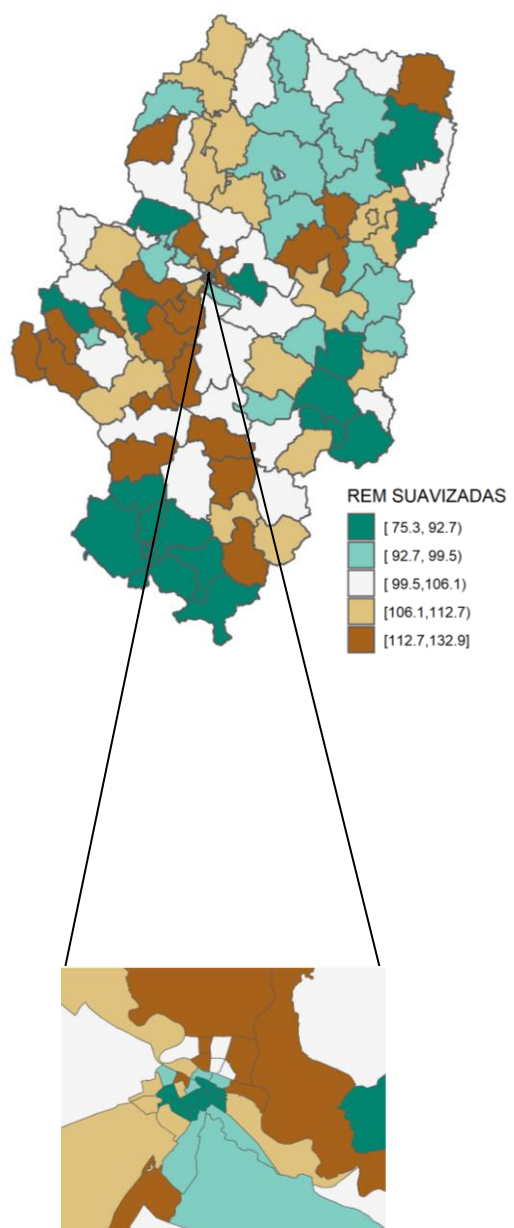 REM SUAVIZADAS
[ 75.3, 92.7)
[ 92.7, 99.5)
[ 99.5,106.1)
[106.1,112.7)
[112.7,132.9]